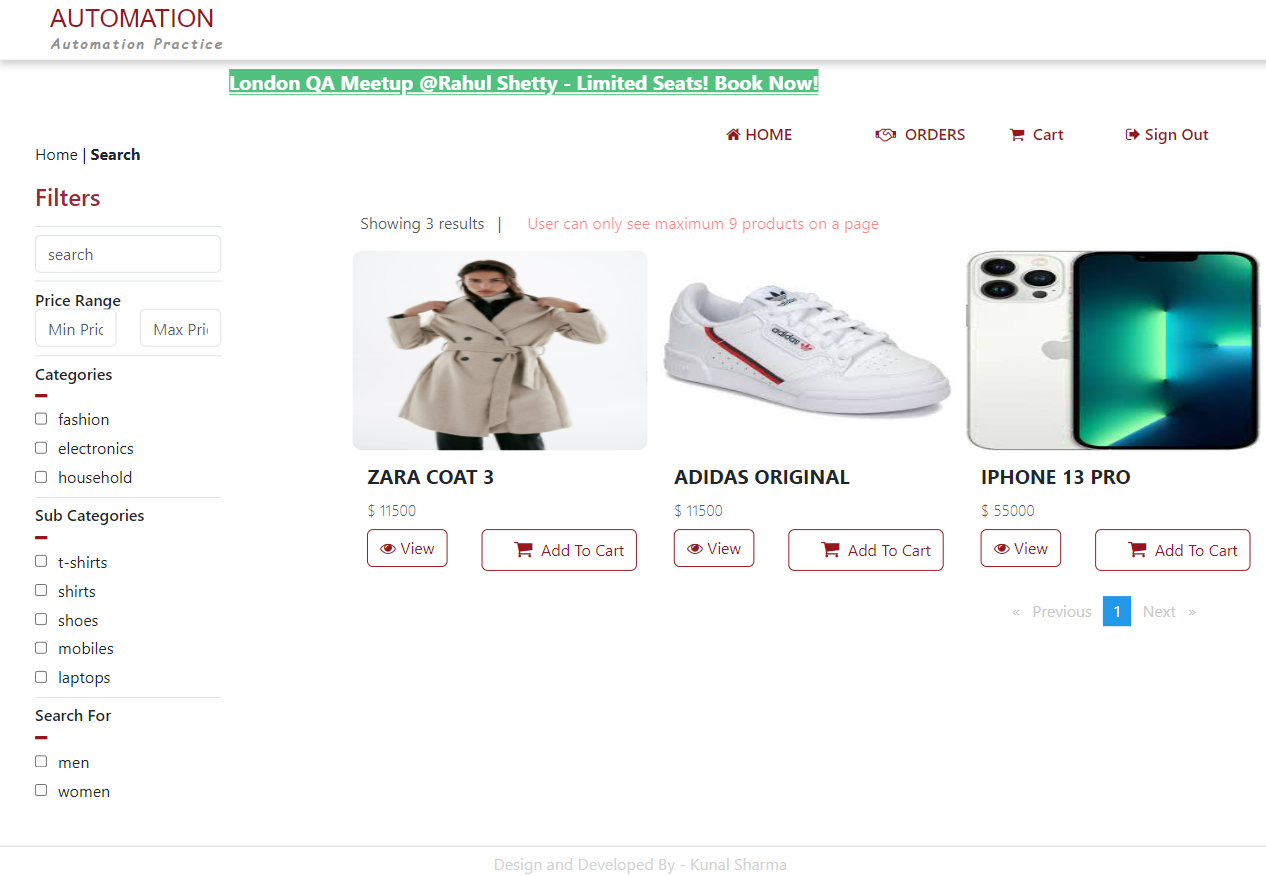 AUTOMATION
Automation Practice
London QA Meetup @Rahul Shetty - Limited Seats! Book Now!
HOME ORDERS Cart Sign Out
Home | Search
Filters
search
Price Range
Min Pric Max Pric
Categories
fashion
electronics
household
Sub Categories
t-shirts
shirts
shoes
mobiles
laptops
Search For
men
women
Showing 3 results |
User can only see maximum 9 products on a page
adidas
ZARA COAT 3
$ 11500
View Add To Cart
ADIDAS ORIGINAL
$ 11500
View Add To Cart
IPHONE 13 PRO
$ 55000
View Add To Cart
« Previous 1 Next »
Design and Developed By - Kunal Sharma